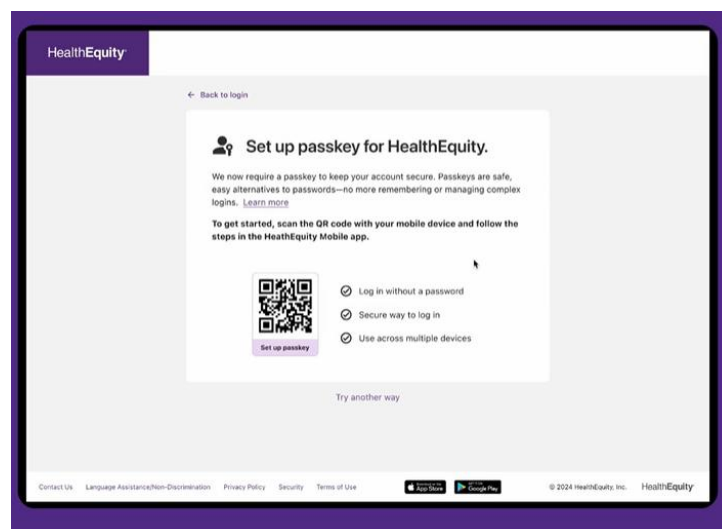 HealthEquity
← Back to login
Set up passkey for HealthEquity.
We now require a passkey to keep your account secure. Passkeys are safe,
easy alternatives to passwords—no more remembering or managing complex
logins. Learn more
To get started, scan the QR code with your mobile device and follow the
steps in the HeathEquity Mobile app.
Log in without a password
Secure way to log in
Use across multiple devices
Set up passkey
Try another way
Contact Us Language Assistance/Non-Discrimination Privacy Policy Security Terms of Use App Store Google Play © 2024 HealthEquity, Inc. HealthEquity